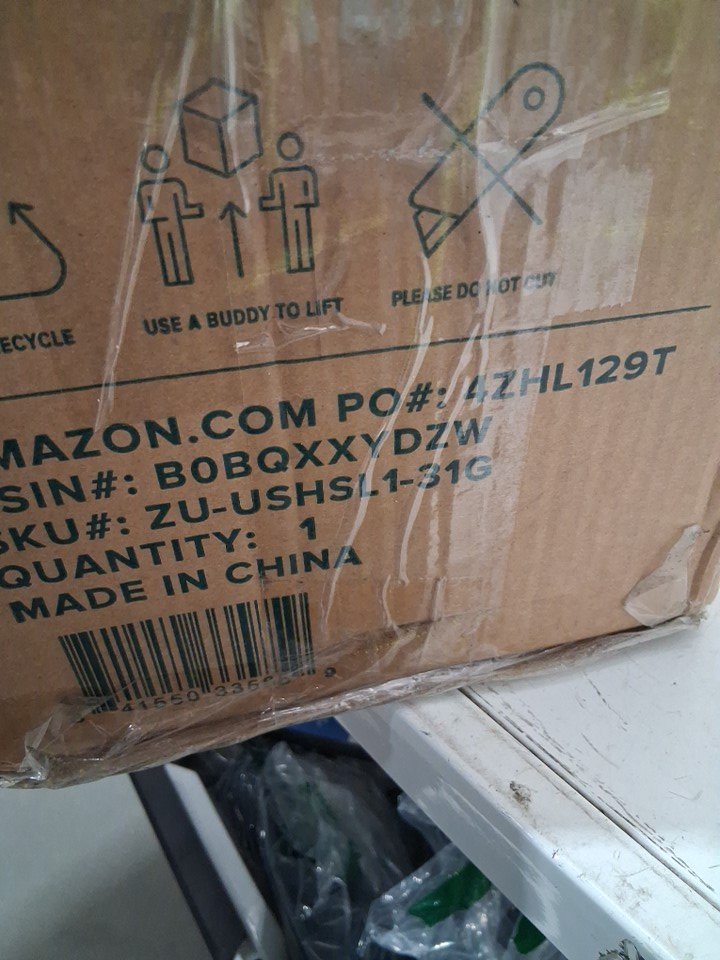 ECYCLE
USE A BUDDY TO LIFT
PLEASE DO NOT CUT
MAZON.COM PO#: 4ZHL129T
SIN#: B0BQXXYDZW
SKU#: ZU-USHSL1-31G
QUANTITY: 1
MADE IN CHINA